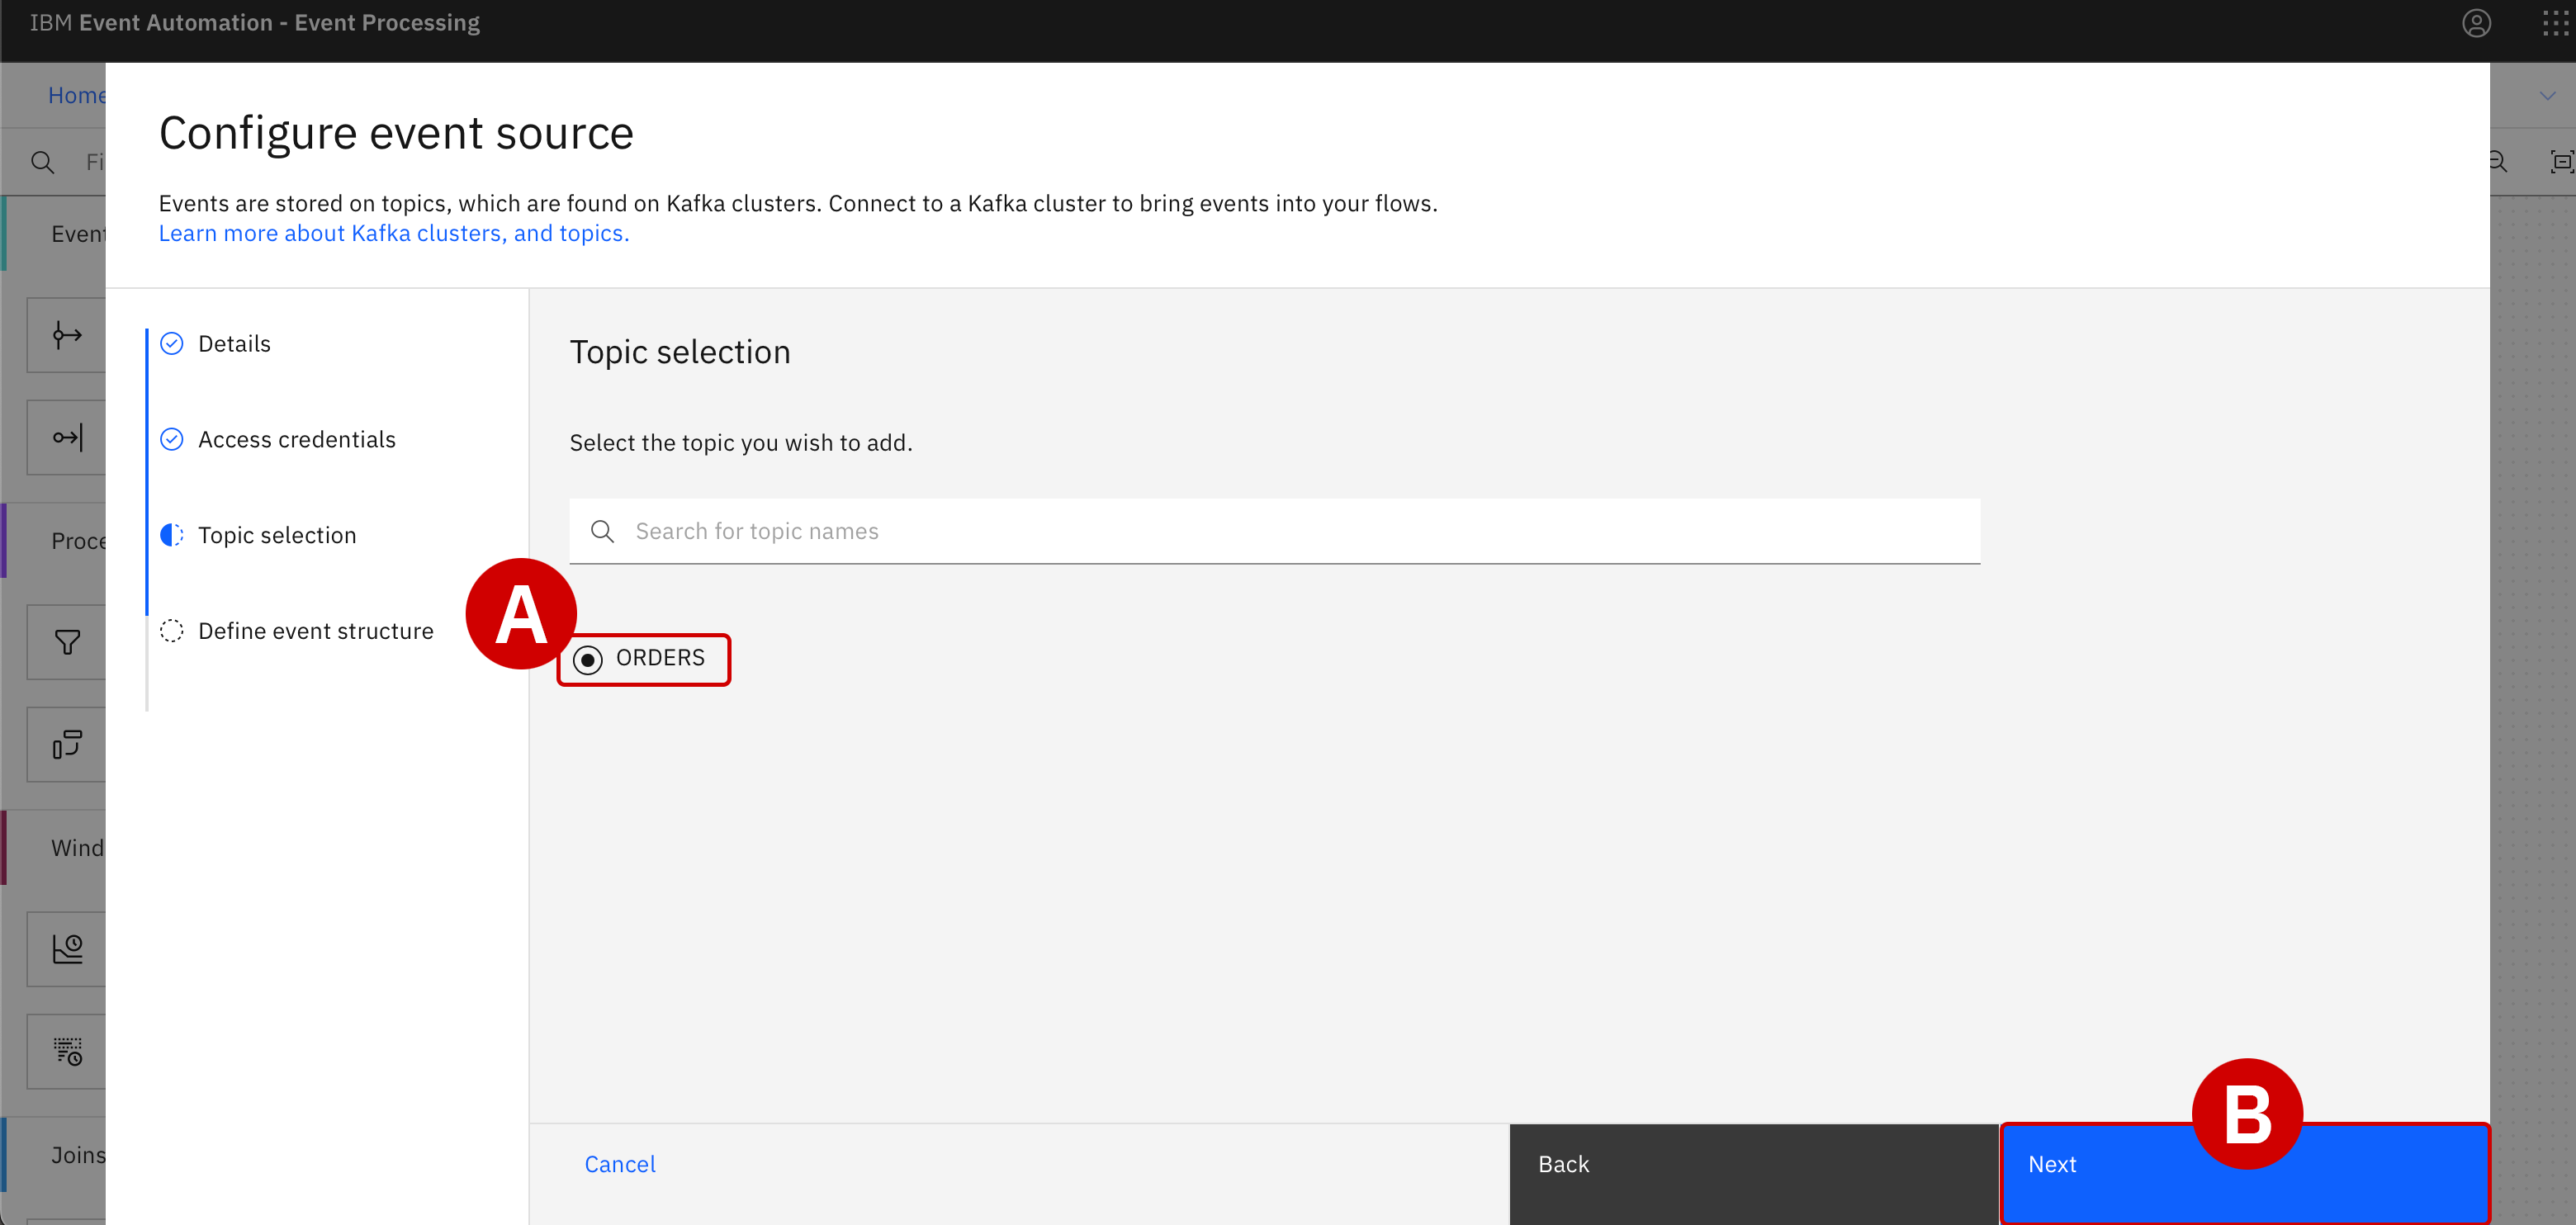 IBM Event Automation - Event Processing
Home
Fi
Configure event source
Events are stored on topics, which are found on Kafka clusters. Connect to a Kafka cluster to bring events into your flows.
Learn more about Kafka clusters, and topics.
Event
Proce
Wind
Joins
Details
Access credentials
Topic selection
Define event structure
Topic selection
Select the topic you wish to add.
Search for topic names
A
ORDERS
B
Cancel
Back
Next